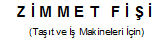 ZİMMET FİŞİ
(Taşıt ve İş Makineleri İçin)